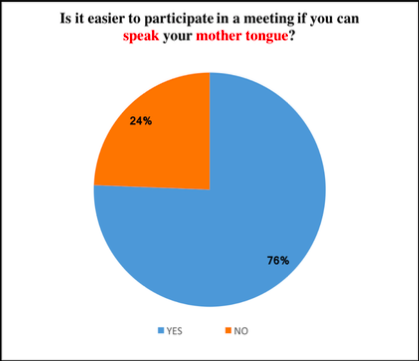 Is it easier to participate in a meeting if you can
speak your mother tongue?
24%
76%
YES NO